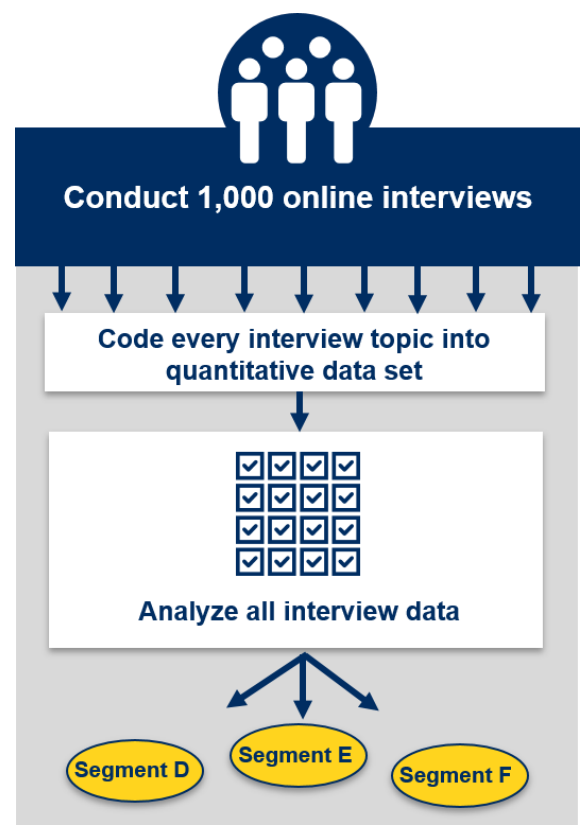 Conduct 1,000 online interviews
Code every interview topic into
quantitative data set
Analyze all interview data
Segment D
Segment E
Segment F